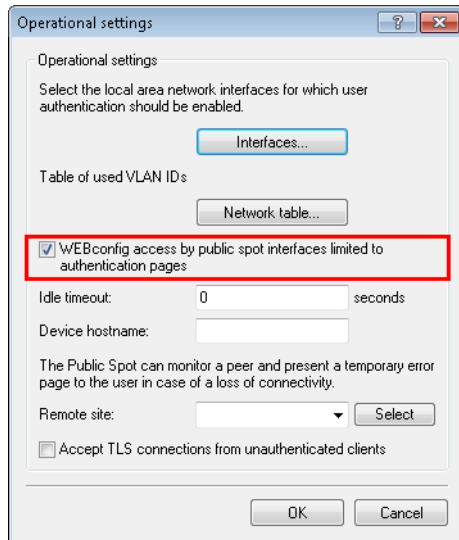 Operational settings
Operational settings
Select the local area network interfaces for which user
authentication should be enabled.
Interfaces...
Table of used VLAN IDs
Network table...
WEBconfig access by public spot interfaces limited to
authentication pages
Idle timeout: 0 seconds
Device hostname:
The Public Spot can monitor a peer and present a temporary error
page to the user in case of a loss of connectivity.
Remote site: Select
Accept TLS connections from unauthenticated clients
OK Cancel